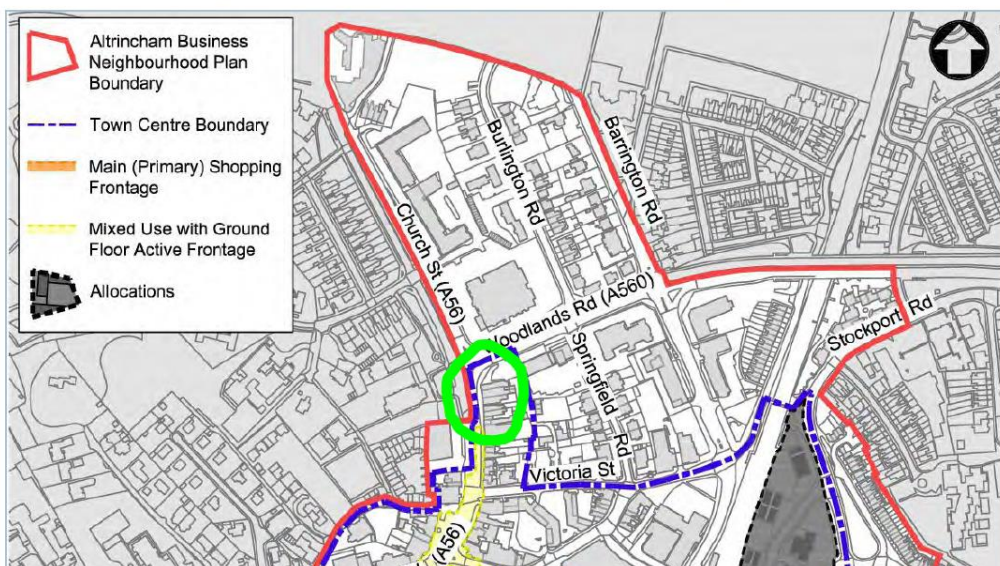 Altrincham Business
Neighbourhood Plan
Boundary
Town Centre Boundary
Main (Primary) Shopping
Frontage
Mixed Use with Ground
Floor Active Frontage
Allocations
Burlington Rd
Barrington Rd
Church St (A56)
Woodlands Rd (A560)
Stockport Rd
Springfield Rd
Victoria St
(A56)